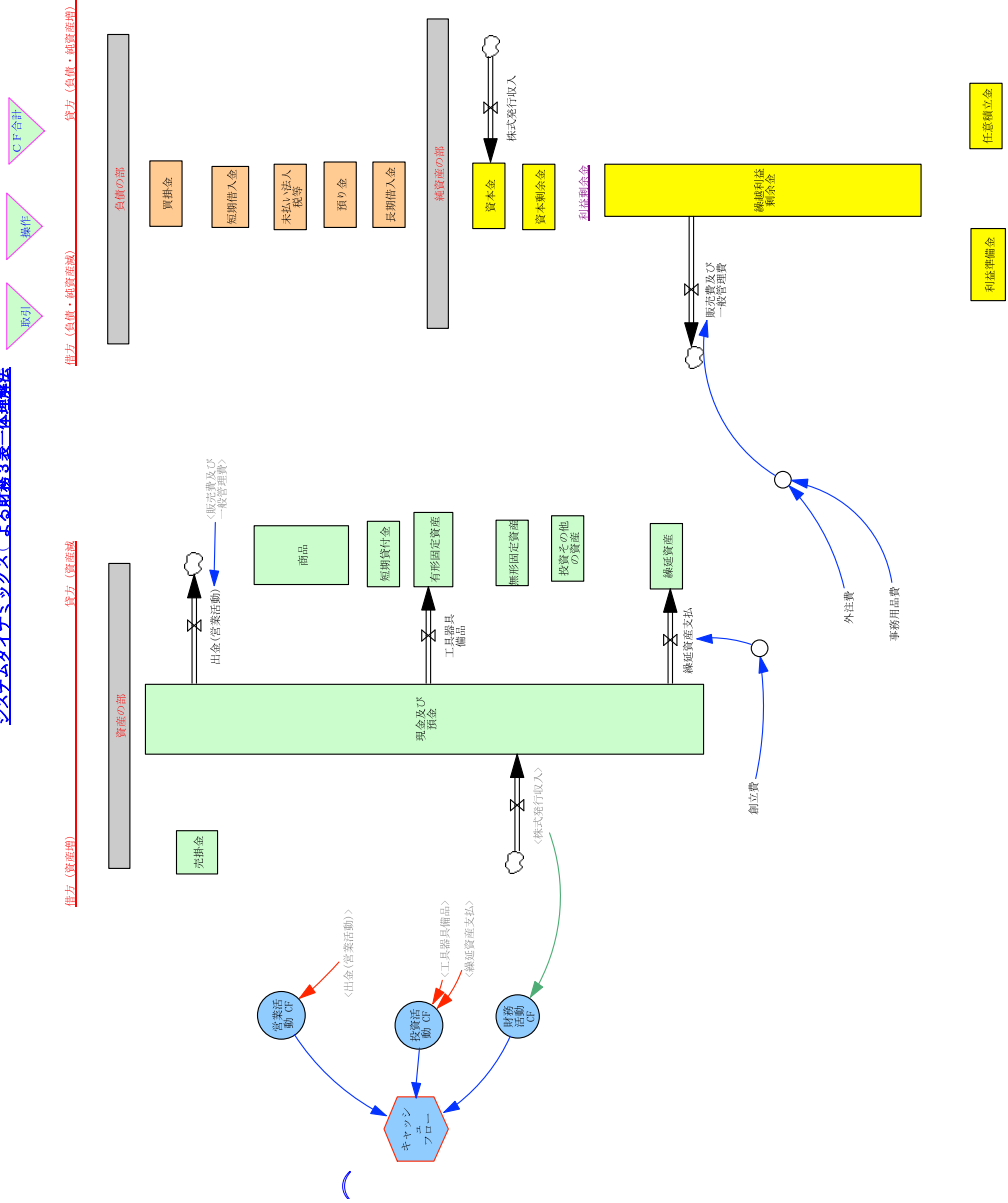 システムダイナミックス(
よる財務3表一体理解法
取引
操作
CF合計
借方（資産増)
貸方（資産減
借方（負債・純資産減)
貸方（負債・純資産増)
資産の部
負債の部
売掛金
出金(営業活動)
<販売費及び
一般管理費>
商品
短期貸付金
現金及び
預金
有形固定資産
工具器具
備品
無形固定資産
投資その他
の資産
繰延資産
繰延資産支払
創立費
<株式発行収入>
買掛金
短期借入金
未払い法人
税等
預り金
長期借入金
純資産の部
資本金
株式発行収入
資本剰余金
利益剰余金
繰越利益
剰余金
販売費及び
一般管理費
外注費
事務用品費
利益準備金
任意積立金
<出金(営業活動)>
営業活
動 CF
<工具器具備品>
<繰延資産支払>
投資活
動 CF
財務
活動
CF
キャッシ
ュ
フロー
(